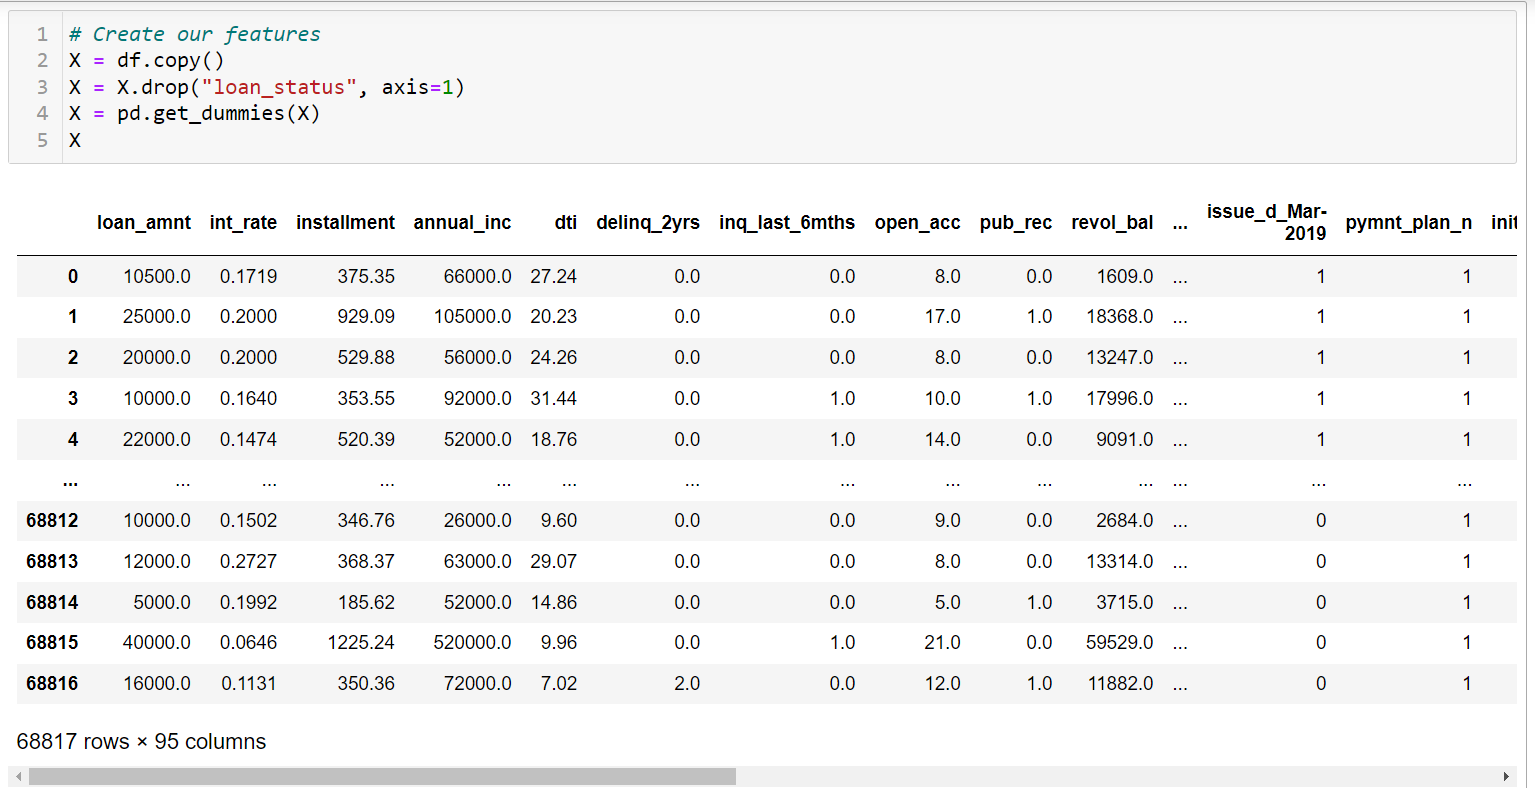 1 # Create our features
2 X = df.copy()
3 X = X.drop("loan_status", axis=1)
4 X = pd.get_dummies(X)
5 X
loan_amnt int_rate installment annual_inc dti delinq_2yrs inq_last_6mths open_acc pub_rec revol_bal ... issue_d_Mar-2019 pymnt_plan_n init
0 10500.0 0.1719 375.35 66000.0 27.24 0.0 0.0 8.0 0.0 1609.0 ... 1 1
1 25000.0 0.2000 929.09 105000.0 20.23 0.0 0.0 17.0 1.0 18368.0 ... 1 1
2 20000.0 0.2000 529.88 56000.0 24.26 0.0 0.0 8.0 0.0 13247.0 ... 1 1
3 10000.0 0.1640 353.55 92000.0 31.44 0.0 1.0 10.0 1.0 17996.0 ... 1 1
4 22000.0 0.1474 520.39 52000.0 18.76 0.0 1.0 14.0 0.0 9091.0 ... 1 1
... ... ... ... ... ... ... ... ... ... ... ... ... ...
68812 10000.0 0.1502 346.76 26000.0 9.60 0.0 0.0 9.0 0.0 2684.0 ... 0 1
68813 12000.0 0.2727 368.37 63000.0 29.07 0.0 0.0 8.0 0.0 13314.0 ... 0 1
68814 5000.0 0.1992 185.62 52000.0 14.86 0.0 0.0 5.0 1.0 3715.0 ... 0 1
68815 40000.0 0.0646 1225.24 520000.0 9.96 0.0 1.0 21.0 0.0 59529.0 ... 0 1
68816 16000.0 0.1131 350.36 72000.0 7.02 2.0 0.0 12.0 1.0 11882.0 ... 0 1
68817 rows × 95 columns